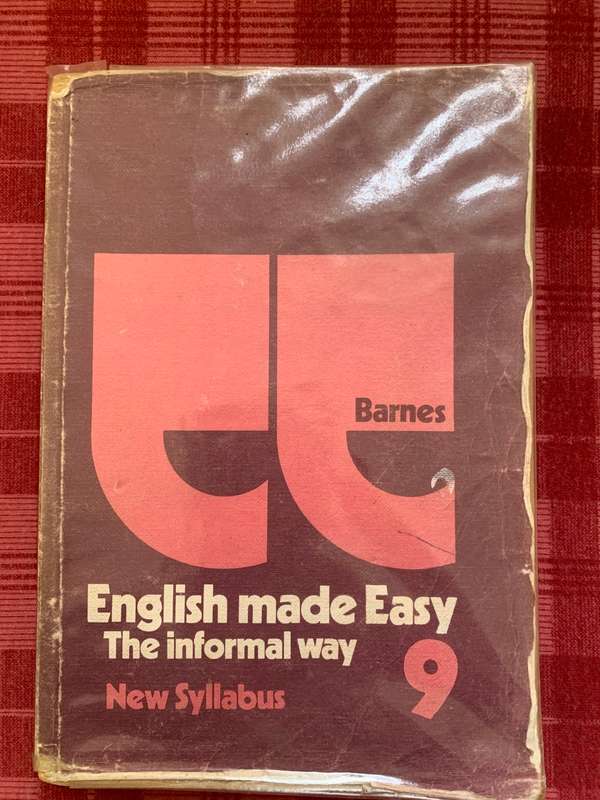 Barnes
English made Easy
The informal way
9
New Syllabus